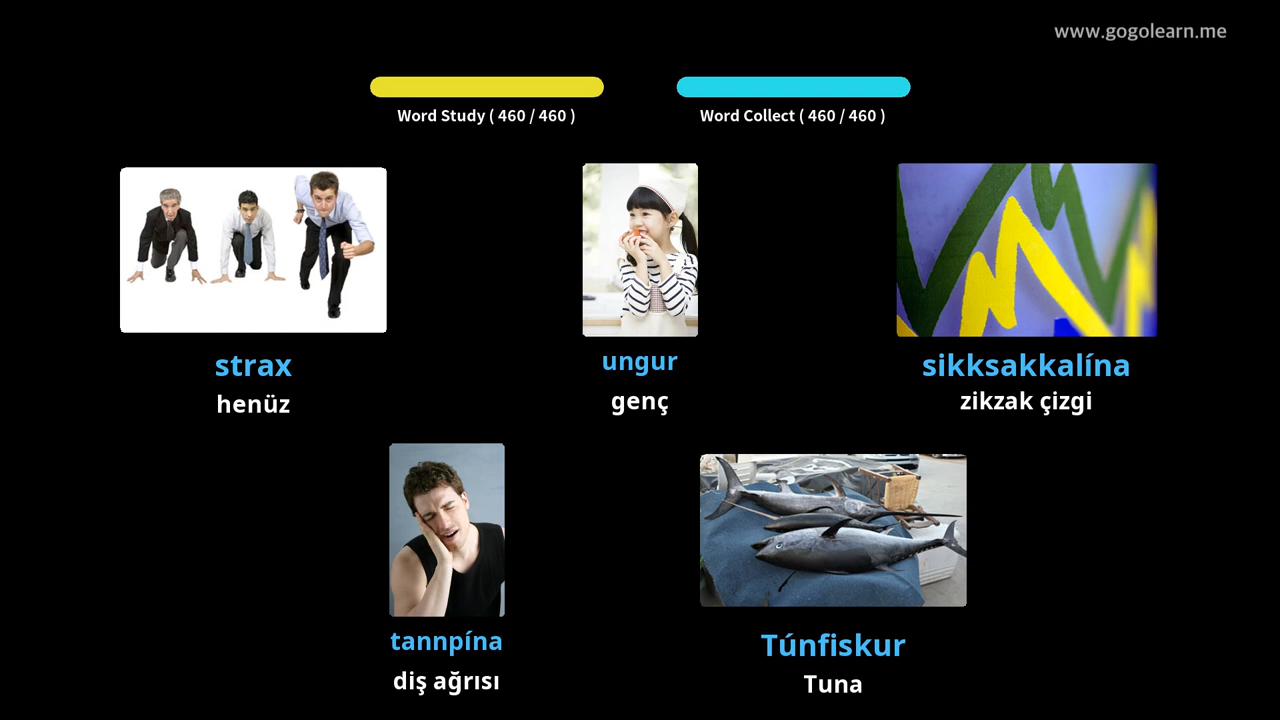 www.gogolearn.me
Word Study ( 460 / 460 )
Word Collect ( 460 / 460 )
strax
henüz
ungur
genç
sikksakkalína
zikzak çizgi
tannpína
diş ağrısı
Túnfiskur
Tuna